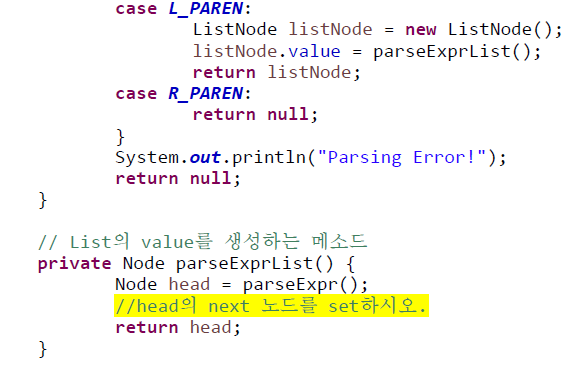 case L_PAREN:
ListNode listNode = new ListNode();
listNode.value = parseExprList();
return listNode;
case R_PAREN:
return null;
}
System.out.println("Parsing Error!");
return null;
}
// List의 value를 생성하는 메소드
private Node parseExprList() {
Node head = parseExpr();
//head의 next 노드를 set하시오.
return head;
}